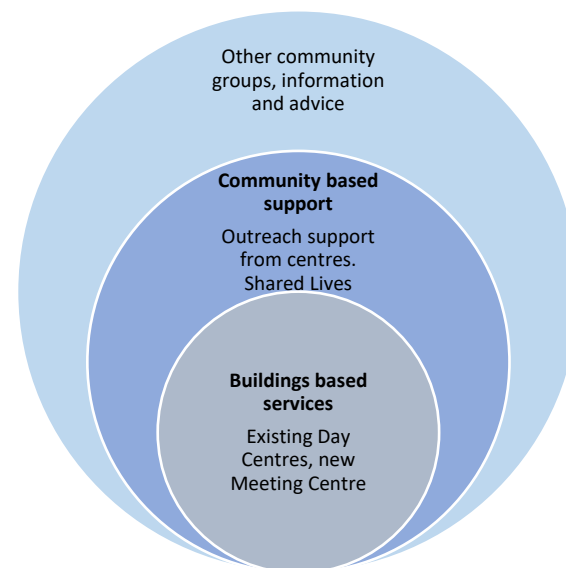 Other community
groups, information
and advice
Community based
support
Outreach support
from centres.
Shared Lives
Buildings based
services
Existing Day
Centres, new
Meeting Centre